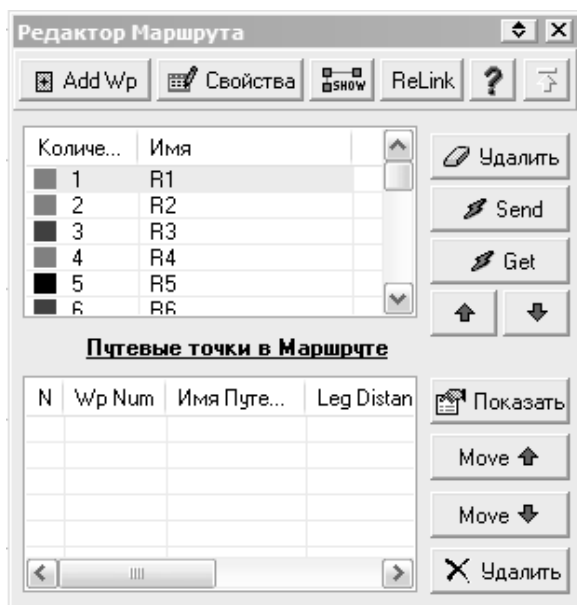 Редактор Маршрута
Add Wp Свойства SHOW ReLink ?
Количе... Имя
1 R1
2 R2
3 R3
4 R4
5 R5
6 R6
Удалить
Send
Get
Путевые точки в Маршруте
N Wp Num Имя Путе... Leg Distan
Показать
Move
Move
Удалить